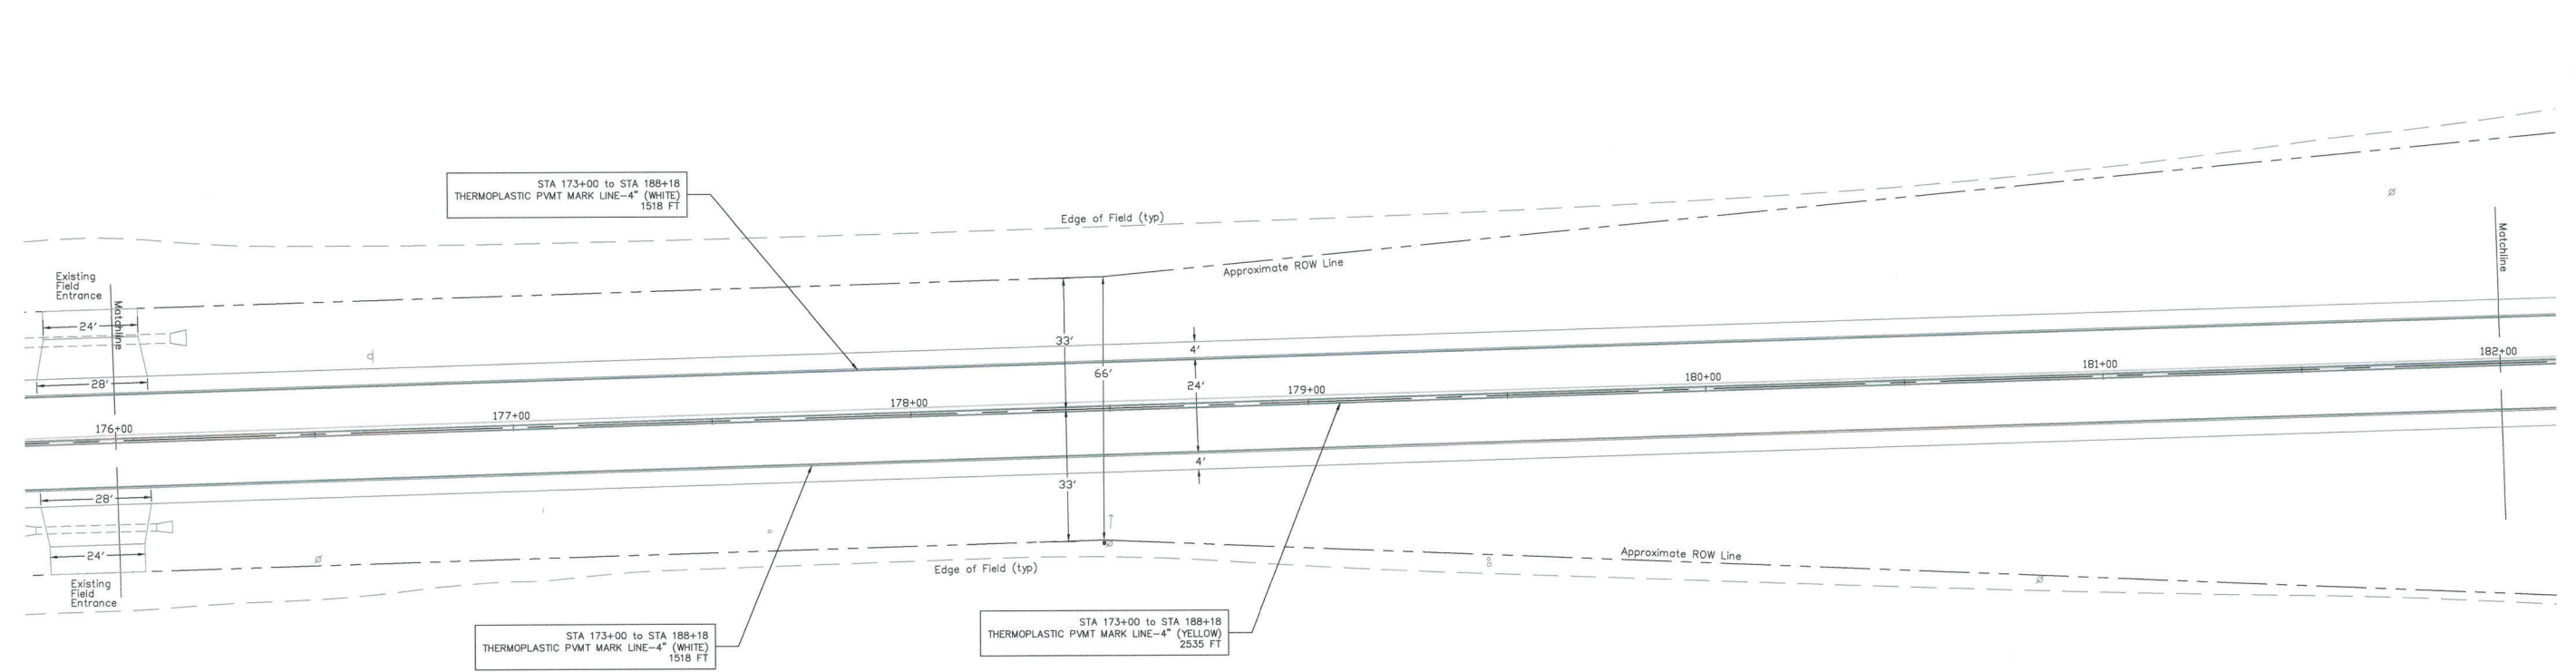 STA 173+00 to STA 188+18
THERMOPLASTIC PVMT MARK LINE-4" (WHITE)
1518 FT
Edge of Field (typ)
Matchline
Approximate ROW Line
Existing
Field
Entrance
Matchline
24'
28'
33'
66'
4'
24'
4'
33'
176+00
177+00
178+00
179+00
180+00
181+00
182+00
28'
24'
Existing
Field
Entrance
Edge of Field (typ)
Approximate ROW Line
STA 173+00 to STA 188+18
THERMOPLASTIC PVMT MARK LINE-4" (WHITE)
1518 FT
STA 173+00 to STA 188+18
THERMOPLASTIC PVMT MARK LINE-4" (YELLOW)
2535 FT